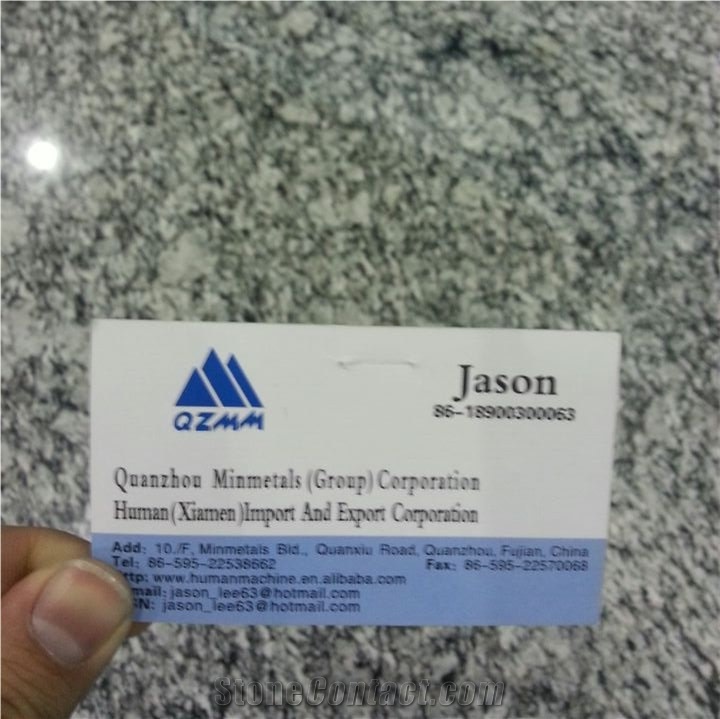 QZMM
Jason
86-18900300063
Quanzhou Minmetals (Group) Corporation
Human(Xiamen)Import And Export Corporation
Add: 10./F, Minmetals Bld., Quanxiu Road, Quanzhou, Fujian, China
Tel: 86-595-22538662 Fax: 86-595-22570068
http: www.humanmachine.en.alibaba.com
mail: jason_lee63@hotmail.com
N: jason_lee63@hotmail.com
StoneContact.com